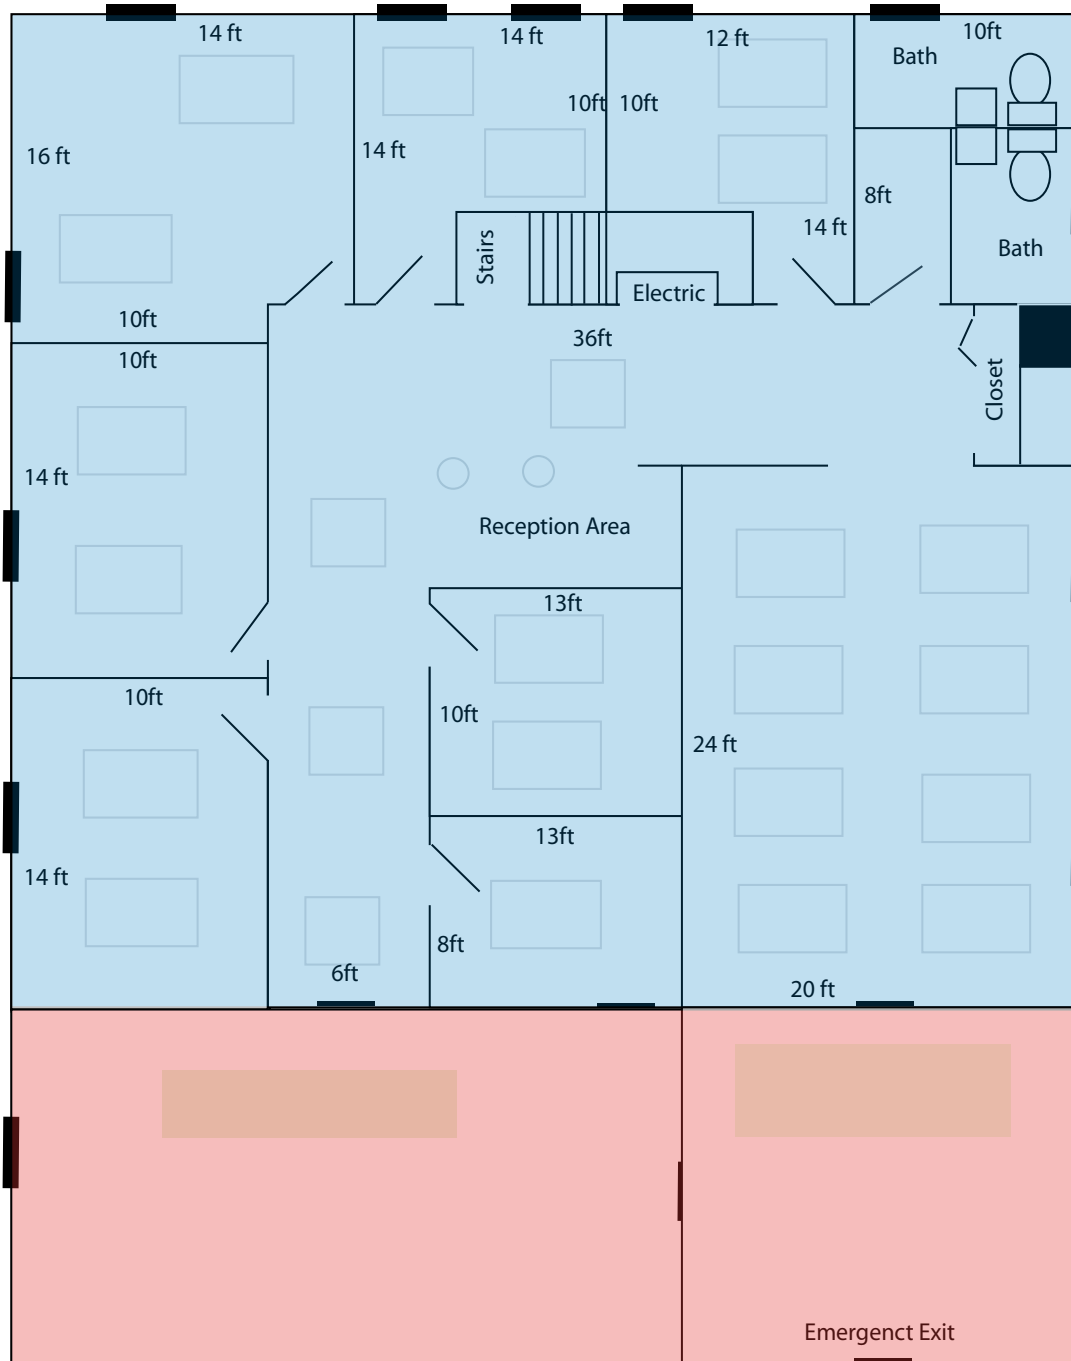 14 ft
14 ft
12 ft
10ft
Bath
10ft
10ft
16 ft
14 ft
8ft
14 ft
Stairs
Bath
Electric
10ft
36ft
10ft
Closet
14 ft
Reception Area
13ft
10ft
10ft
24 ft
13ft
14 ft
8ft
6ft
20 ft
Emergenct Exit